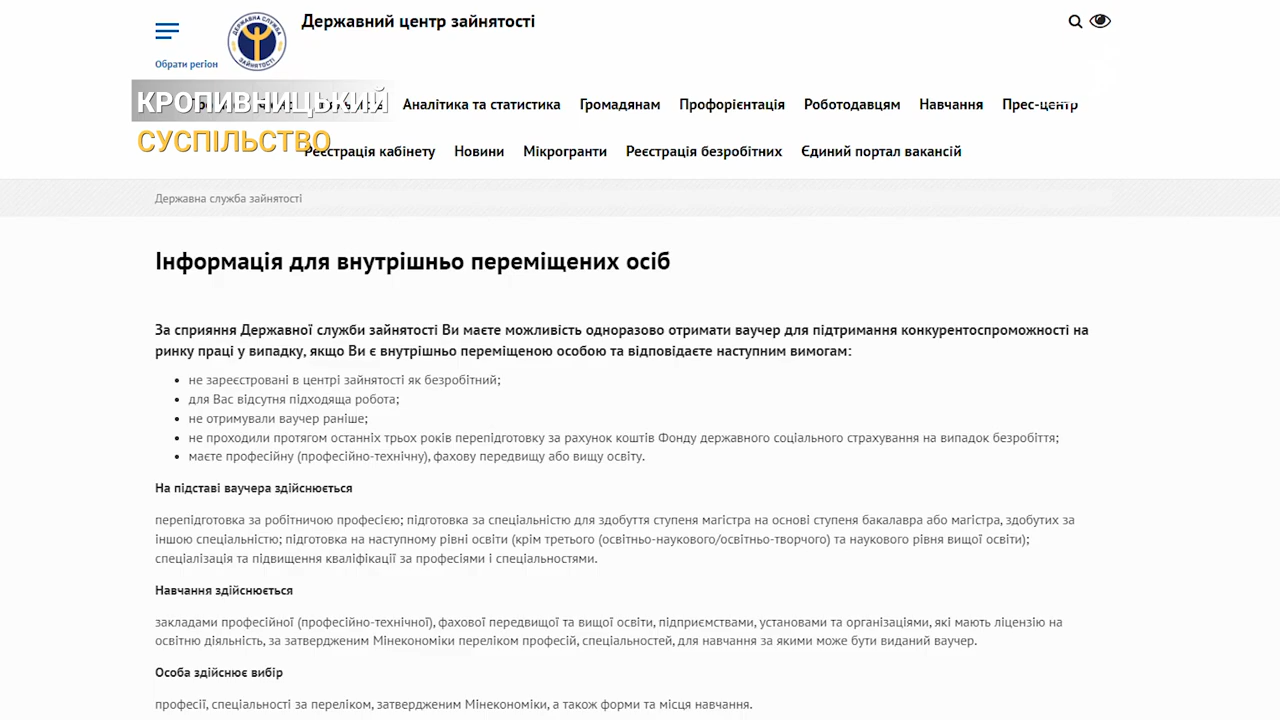 Державний центр зайнятості
ДЕРЖАВНА СЛУЖБА ЗАЙНЯТОСТІ
Обрати регіон
КРОПИВНИЦЬКИЙ
Аналітика та статистика Громадянам Профорієнтація Роботодавцям Навчання Прес-центр
СУСПІЛЬСТВО
Реєстрація кабінету Новини Мікрогранти Реєстрація безробітних Єдиний портал вакансій
Державна служба зайнятості
Інформація для внутрішньо переміщених осіб
За сприяння Державної служби зайнятості Ви маєте можливість одноразово отримати ваучер для підтримання конкурентоспроможності на
ринку праці у випадку, якщо Ви є внутрішньо переміщеною особою та відповідаєте наступним вимогам:
• не зареєстровані в центрі зайнятості як безробітний;
• для Вас відсутня підходяща робота;
• не отримували ваучер раніше;
• не проходили протягом останніх трьох років перепідготовку за рахунок коштів Фонду державного соціального страхування на випадок безробіття;
• маєте професійну (професійно-технічну), фахову передвищу або вищу освіту.
На підставі ваучера здійснюється
перепідготовка за робітничою професією; підготовка за спеціальністю для здобуття ступеня магістра на основі ступеня бакалавра або магістра, здобутих за
іншою спеціальністю; підготовка на наступному рівні освіти (крім третього (освітньо-наукового/освітньо-творчого) та наукового рівня вищої освіти);
спеціалізація та підвищення кваліфікації за професіями і спеціальностями.
Навчання здійснюється
закладами професійної (професійно-технічної), фахової передвищої та вищої освіти, підприємствами, установами та організаціями, які мають ліцензію на
освітню діяльність, за затвердженим Мінекономіки переліком професій, спеціальностей, для навчання за якими може бути виданий ваучер.
Особа здійснює вибір
професії, спеціальності за переліком, затвердженим Мінекономіки, а також форми та місця навчання.